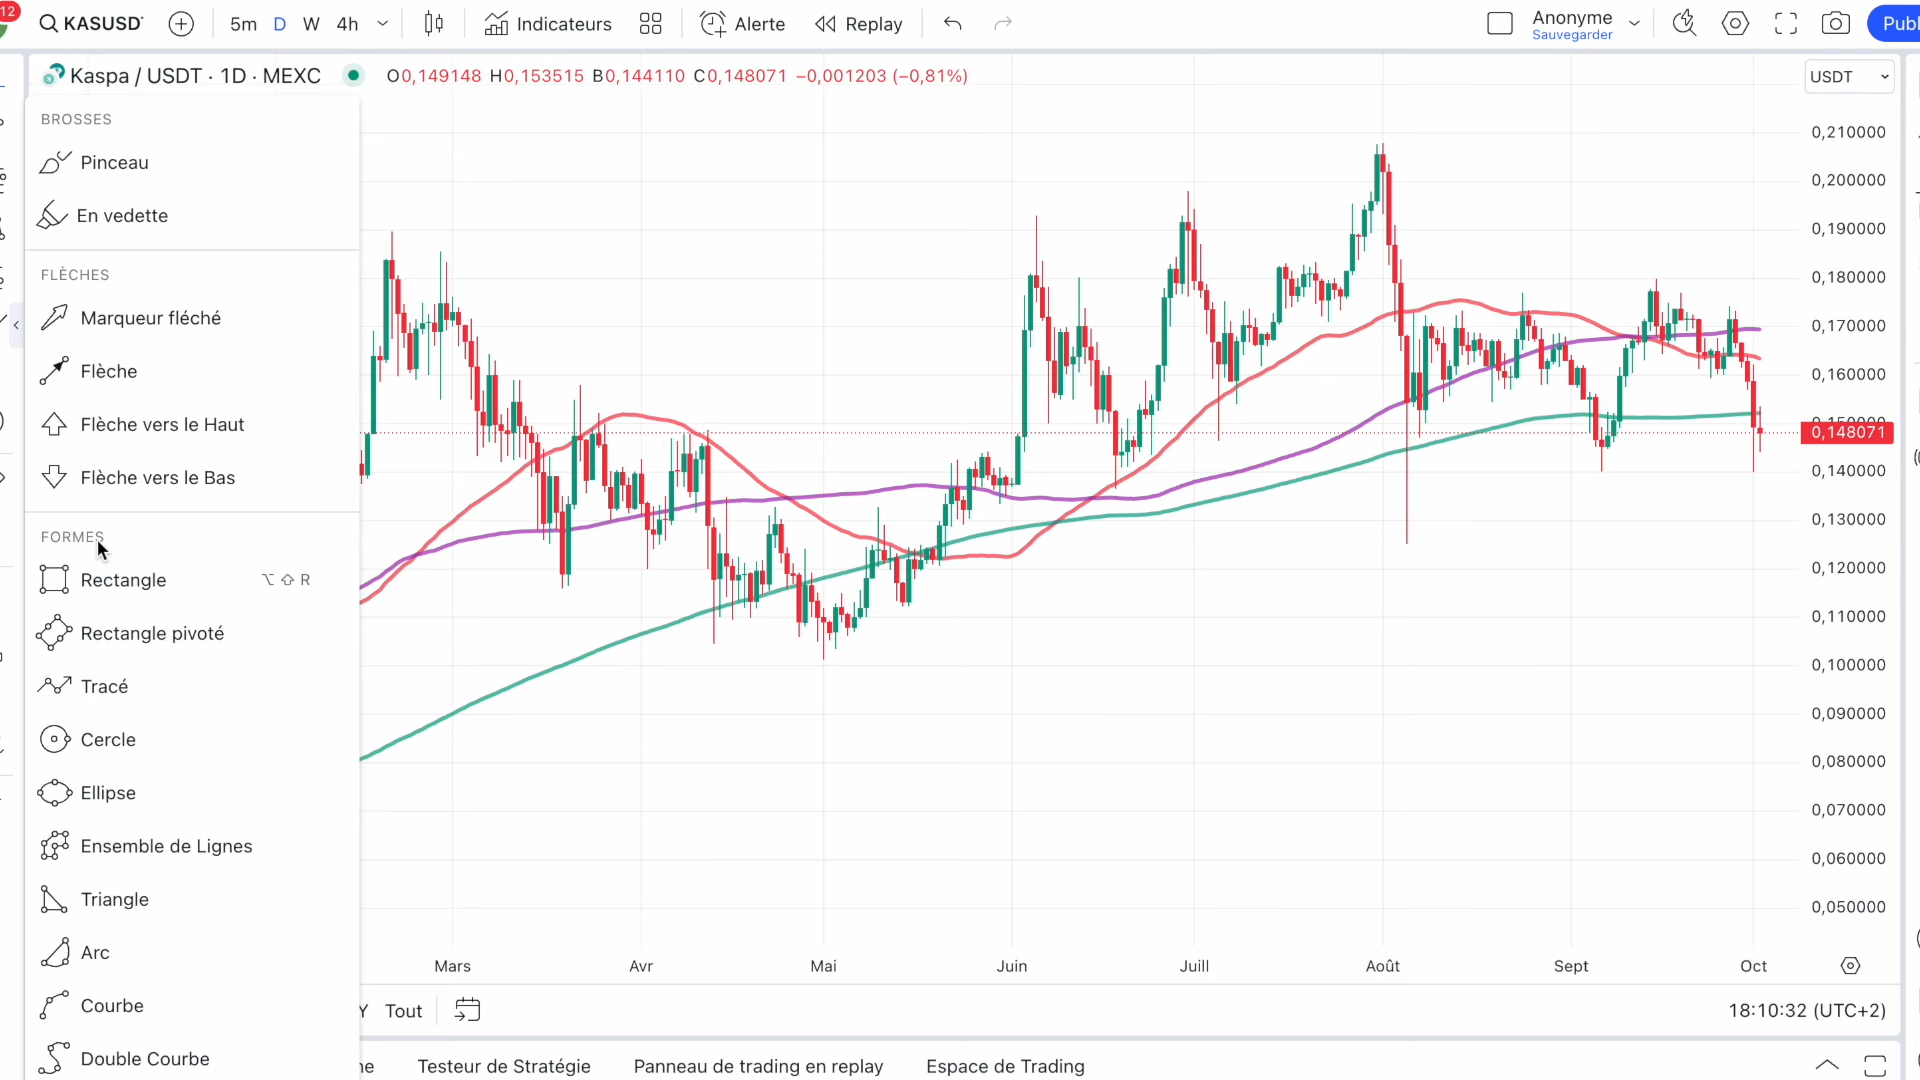 12
KASUSD
5m D W 4h
Indicateurs
Alerte
Replay
Anonyme
Sauvegarder
Publ
Kaspa / USDT · 1D · MEXC
O0,149148 H0,153515 B0,144110 C0,148071 −0,001203 (−0,81%)
USDT
BROSSES
Pinceau
En vedette
FLÈCHES
Marqueur fléché
Flèche
Flèche vers le Haut
Flèche vers le Bas
FORMES
Rectangle ⌥⇧R
Rectangle pivoté
Tracé
Cercle
Ellipse
Ensemble de Lignes
Triangle
Arc
Courbe
Double Courbe
0,210000
0,200000
0,190000
0,180000
0,170000
0,160000
0,150000
0,148071
0,140000
0,130000
0,120000
0,110000
0,100000
0,090000
0,080000
0,070000
0,060000
0,050000
Mars Avr Mai Juin Juill Août Sept Oct
Y Tout
18:10:32 (UTC+2)
ne Testeur de Stratégie Panneau de trading en replay Espace de Trading